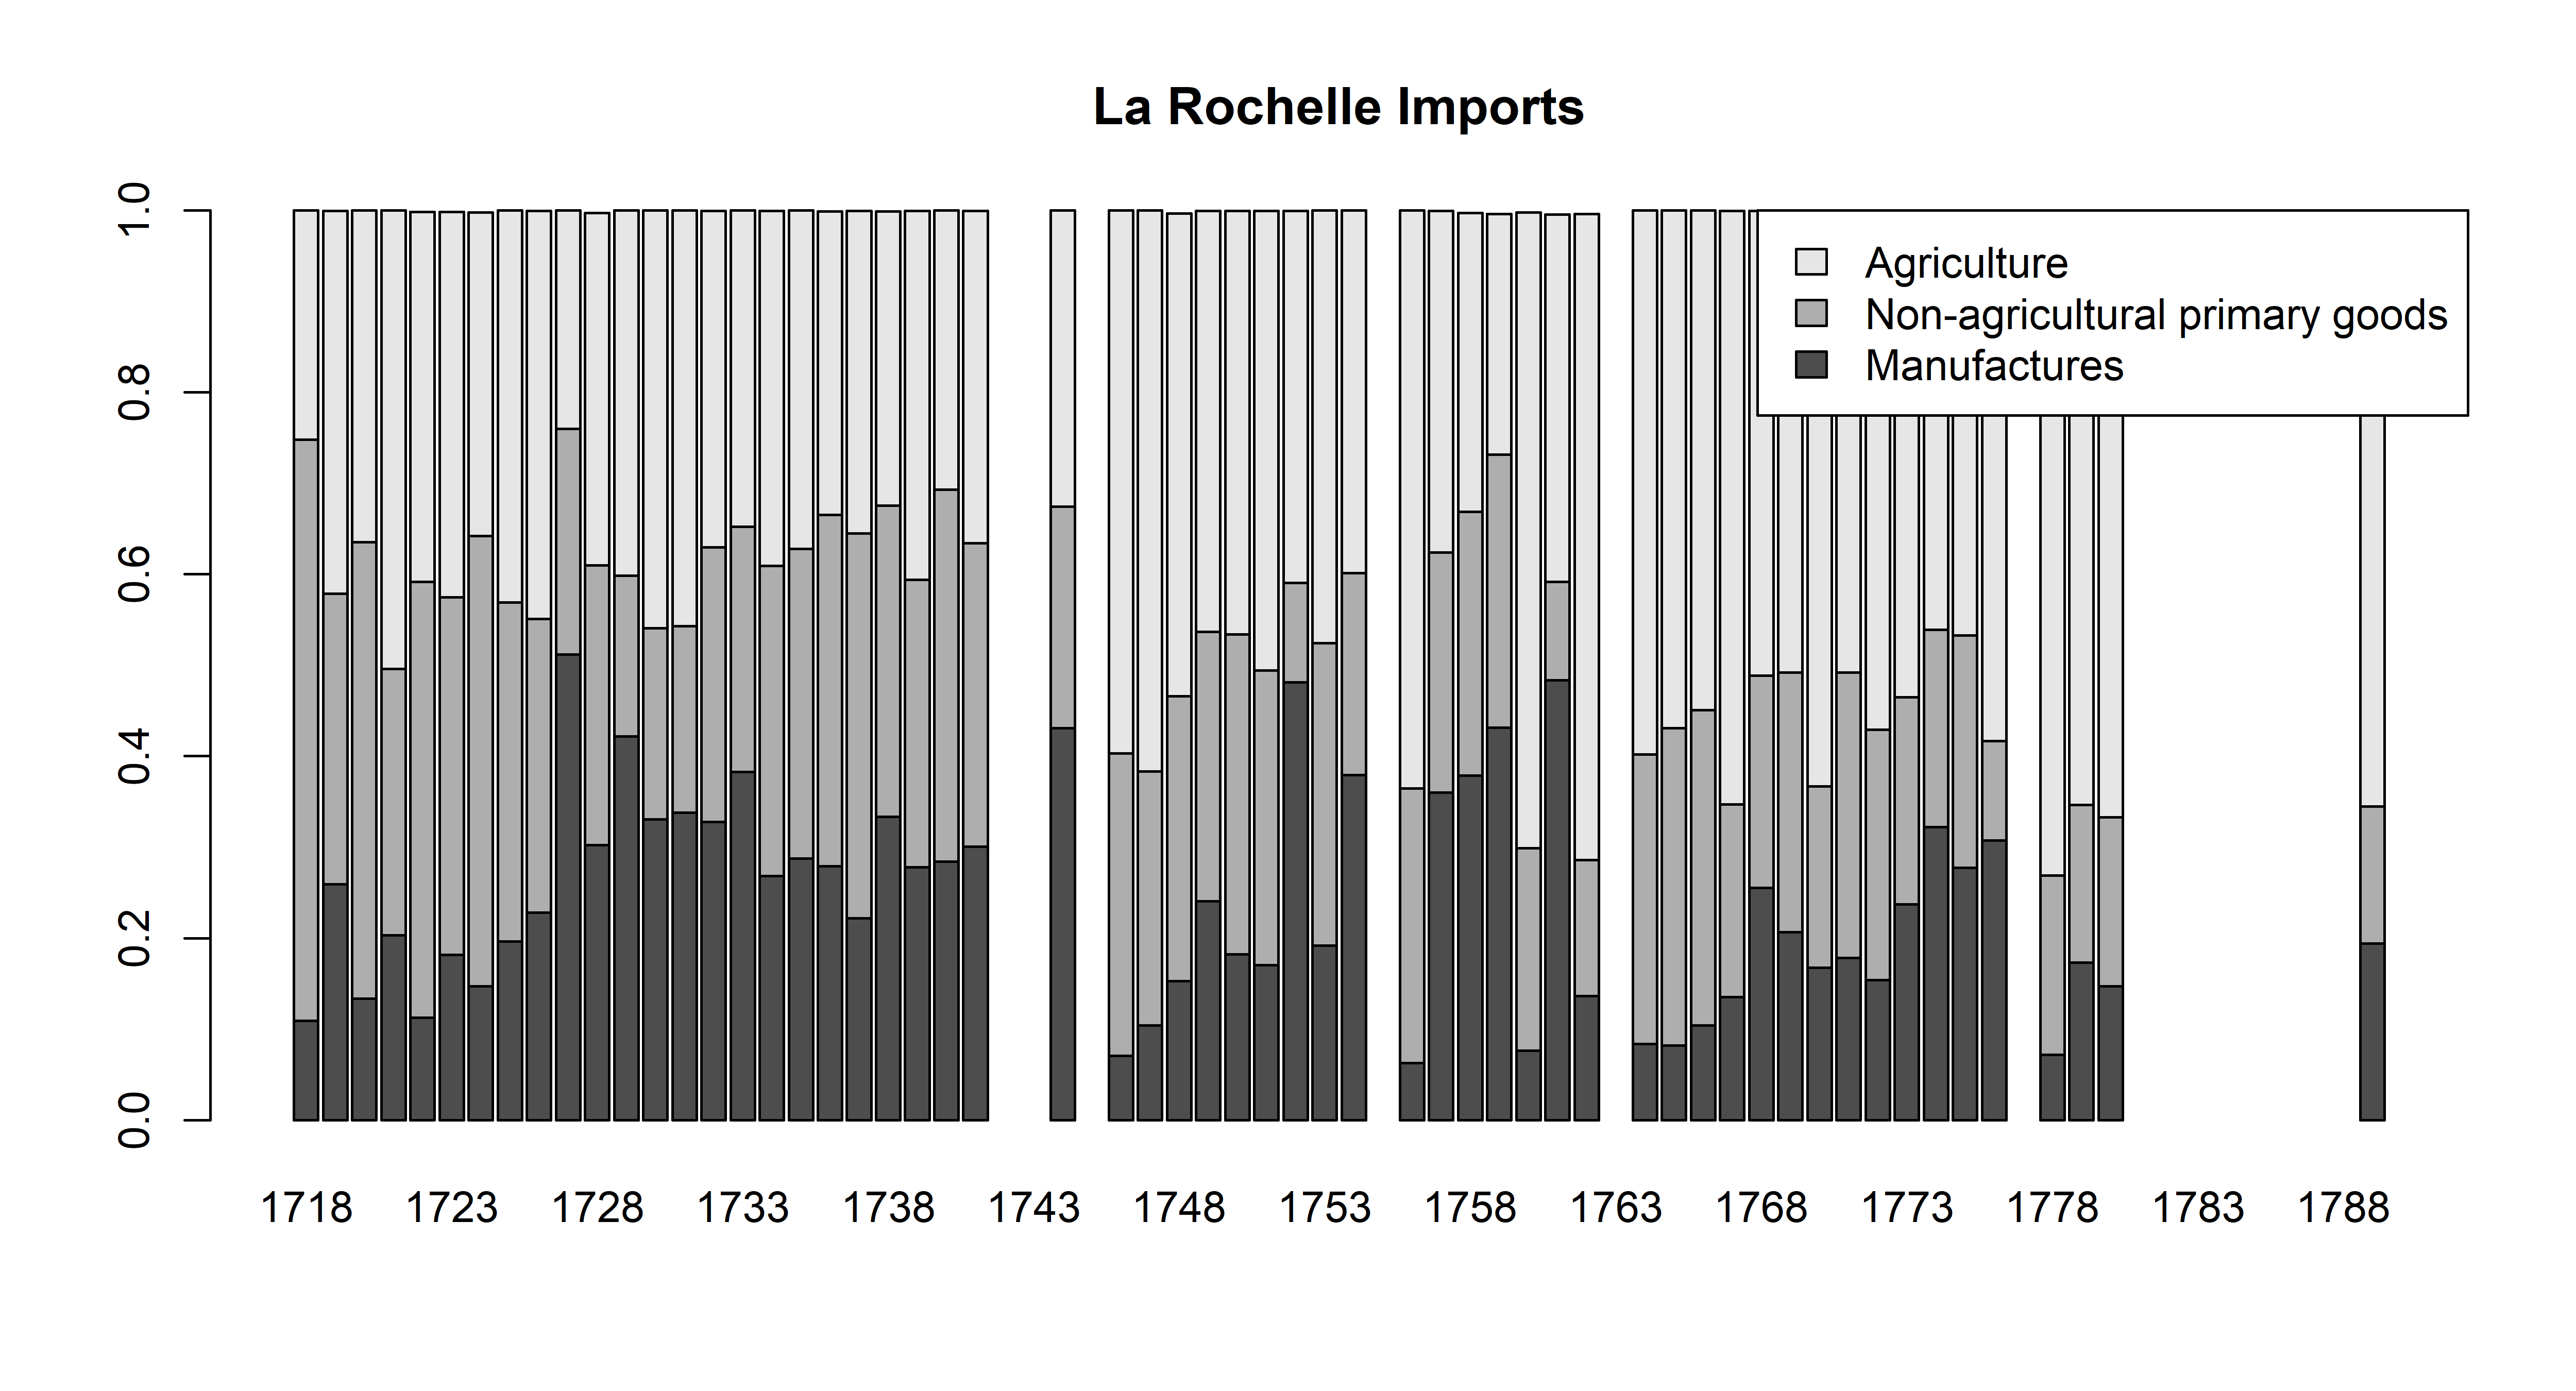 La Rochelle Imports
1.0
0.8
0.6
0.4
0.2
0.0
Agriculture
Non-agricultural primary goods
Manufactures
1718 1723 1728 1733 1738 1743 1748 1753 1758 1763 1768 1773 1778 1783 1788